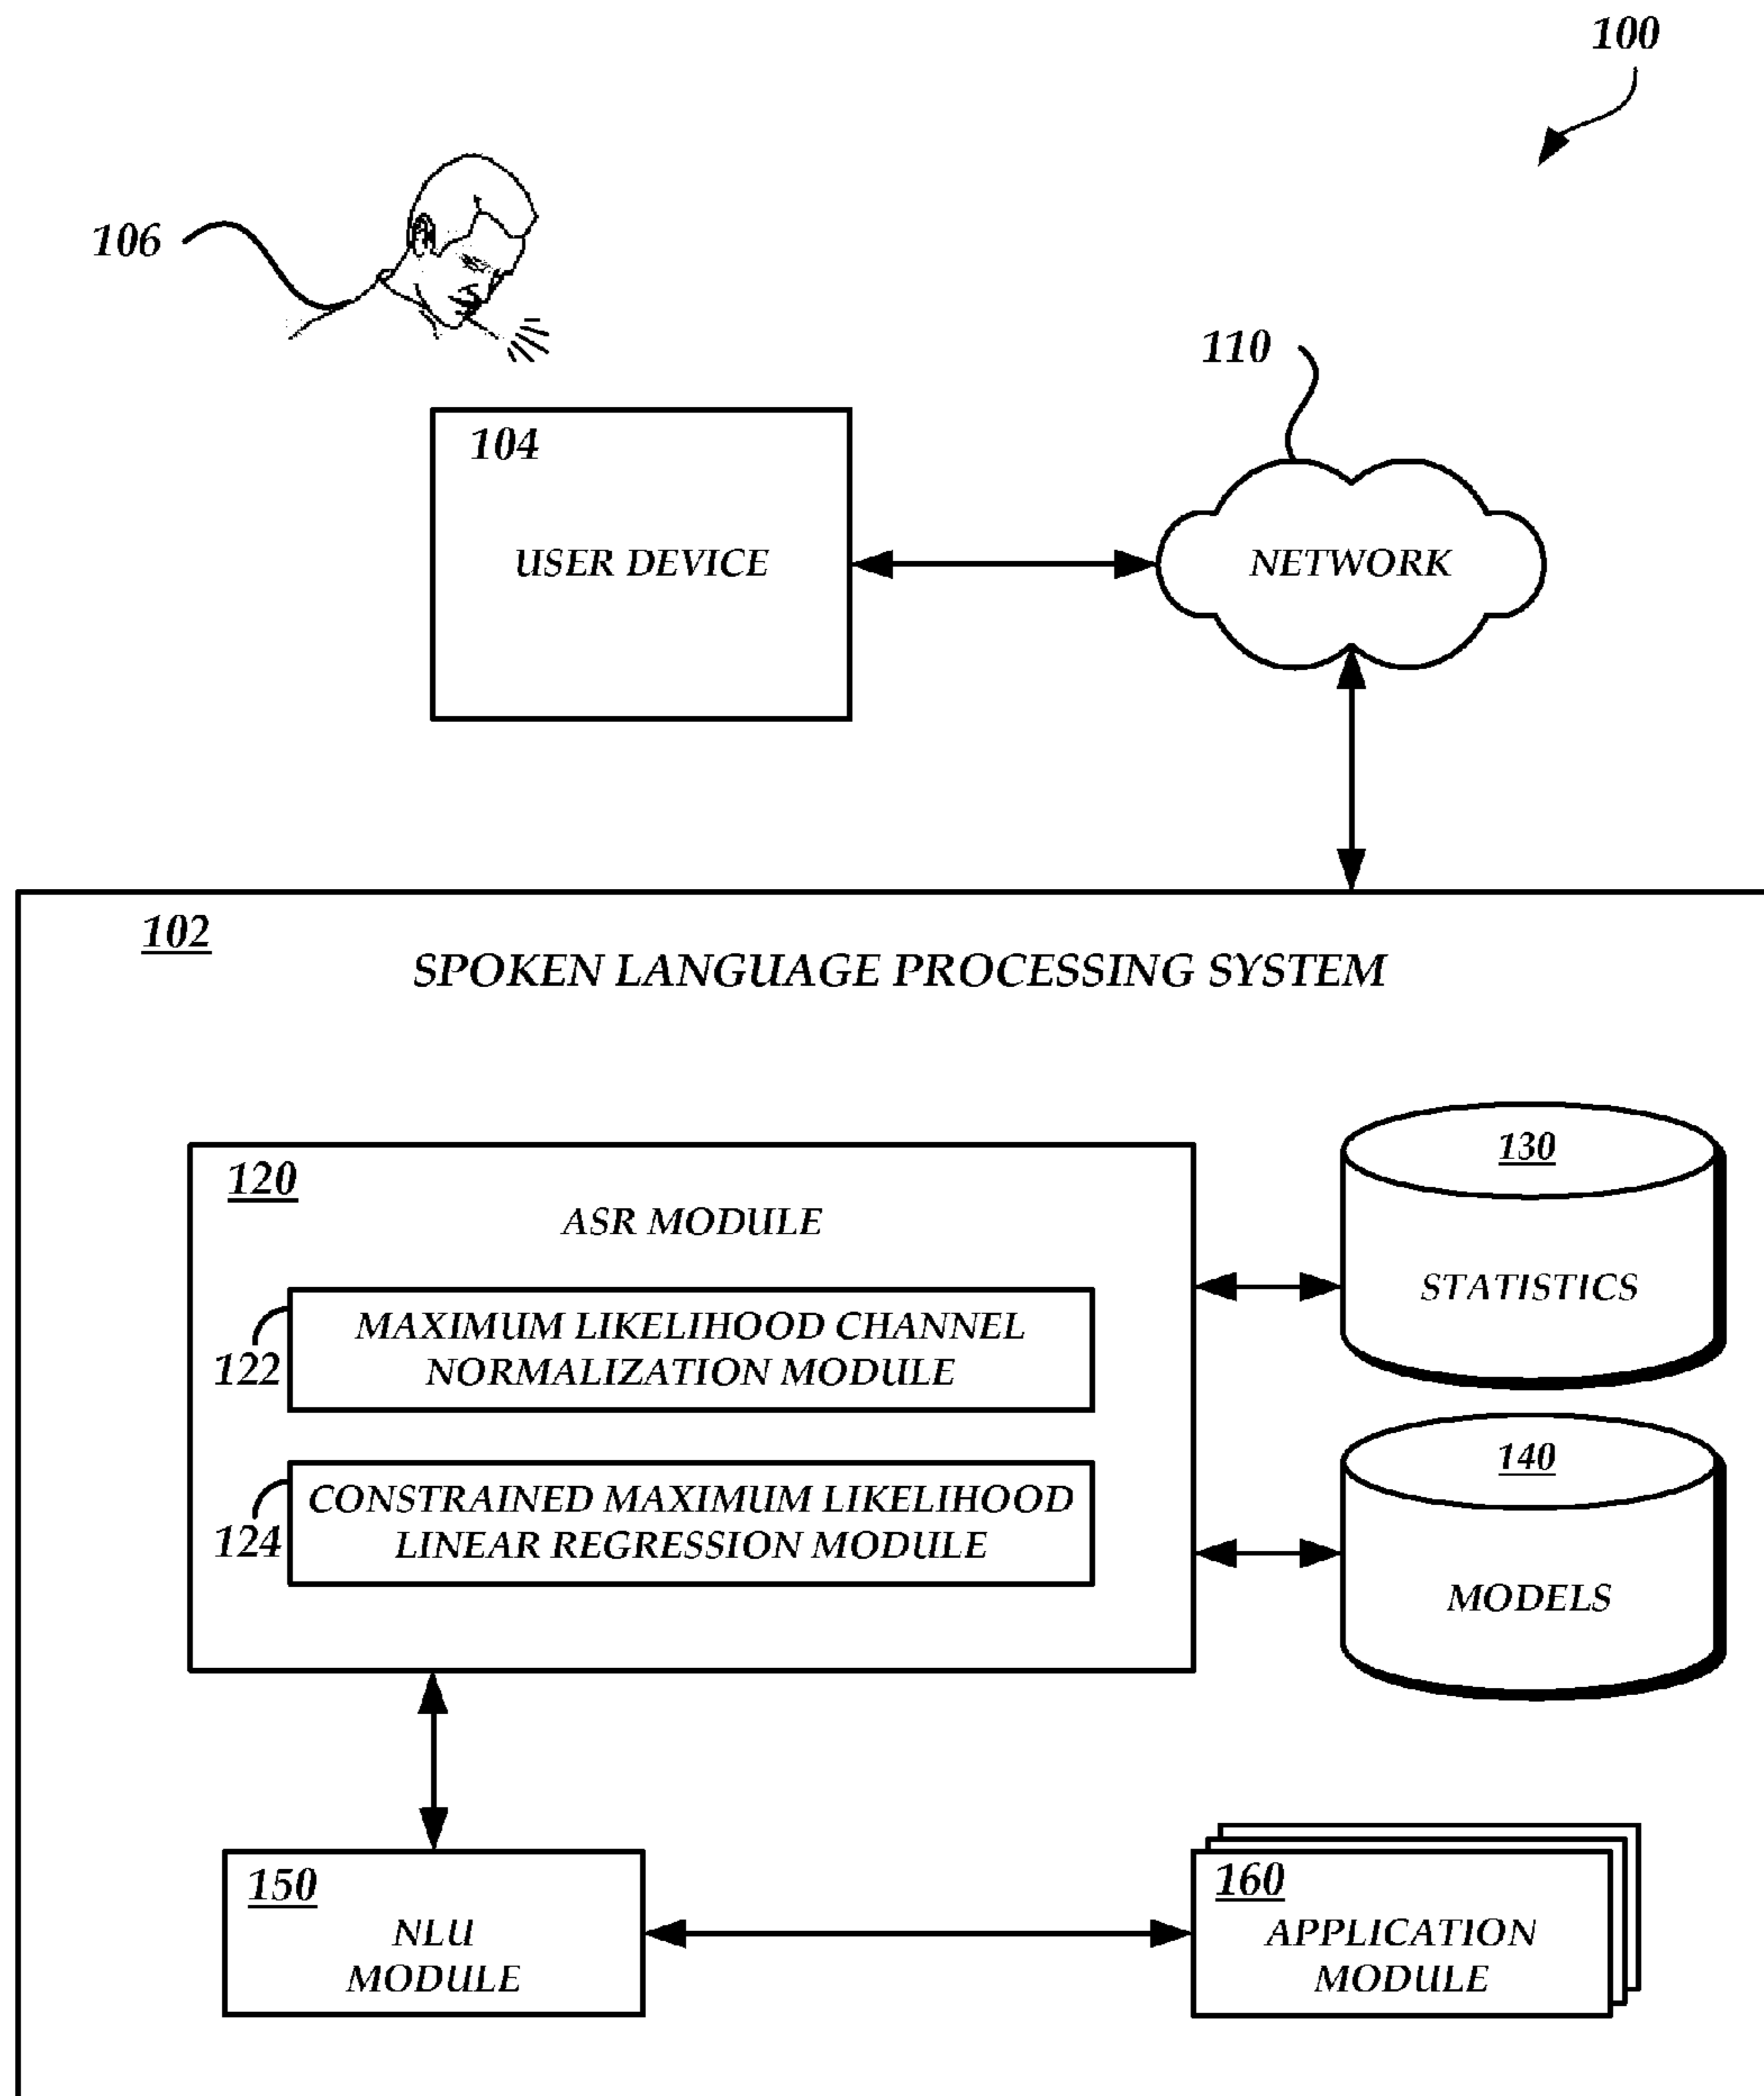 100
106
110
104
USER DEVICE
NETWORK
102
SPOKEN LANGUAGE PROCESSING SYSTEM
120
ASR MODULE
130
STATISTICS
122
MAXIMUM LIKELIHOOD CHANNEL
NORMALIZATION MODULE
140
MODELS
124
CONSTRAINED MAXIMUM LIKELIHOOD
LINEAR REGRESSION MODULE
150
NLU
MODULE
160
APPLICATION
MODULE